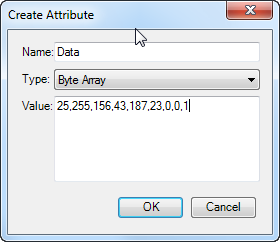 Create Attribute
Name: Data
Type: Byte Array
Value: 25,255,156,43,187,23,0,0,1
OK Cancel